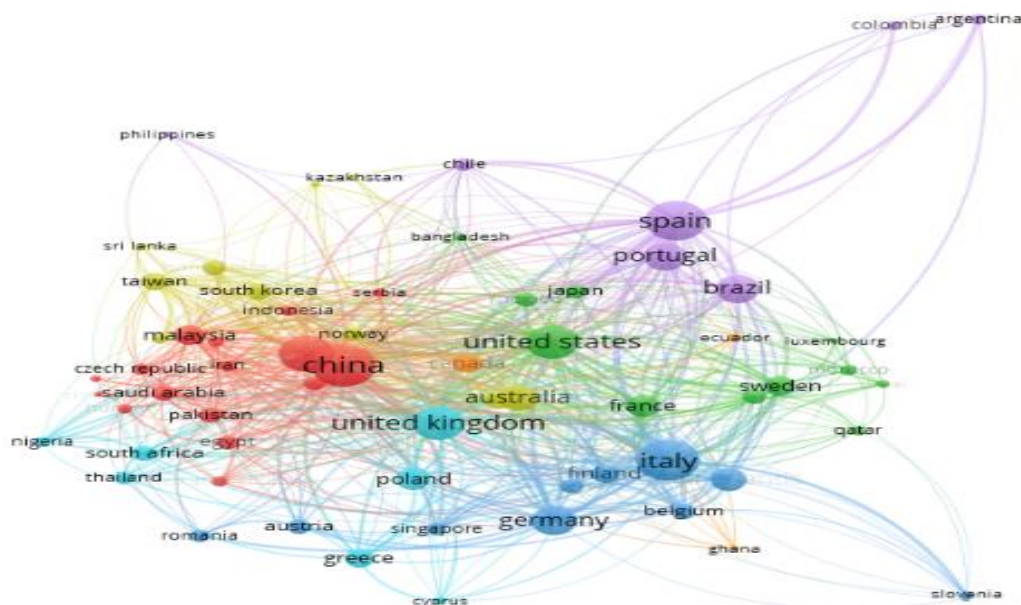 colombia
argentina
philippines
chile
kazakhstan
spain
bangladesh
sri lanka
portugal
taiwan
south korea
serbia
japan
brazil
indonesia
malaysia
norway
united states
ecuador
luxembourg
czech republic
iran
china
canada
saudi arabia
australia
sweden
pakistan
france
united kingdom
qatar
nigeria
egypt
south africa
thailand
poland
finland
italy
belgium
romania
austria
singapore
germany
greece
ghana
cyprus
slovenia